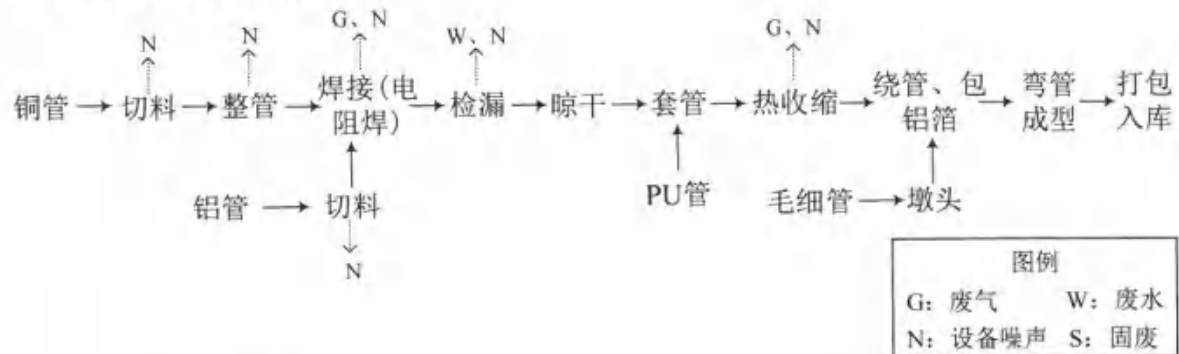 N
N
G、N
W、N
G、N
铜管
切料
整管
焊接(电
阻焊)
检漏
晾干
套管
热收缩
绕管、包
铝箔
弯管
成型
打包
入库
铝管
切料
PU管
毛细管
墩头
N
图例
G：废气 W：废水
N：设备噪声 S：固废